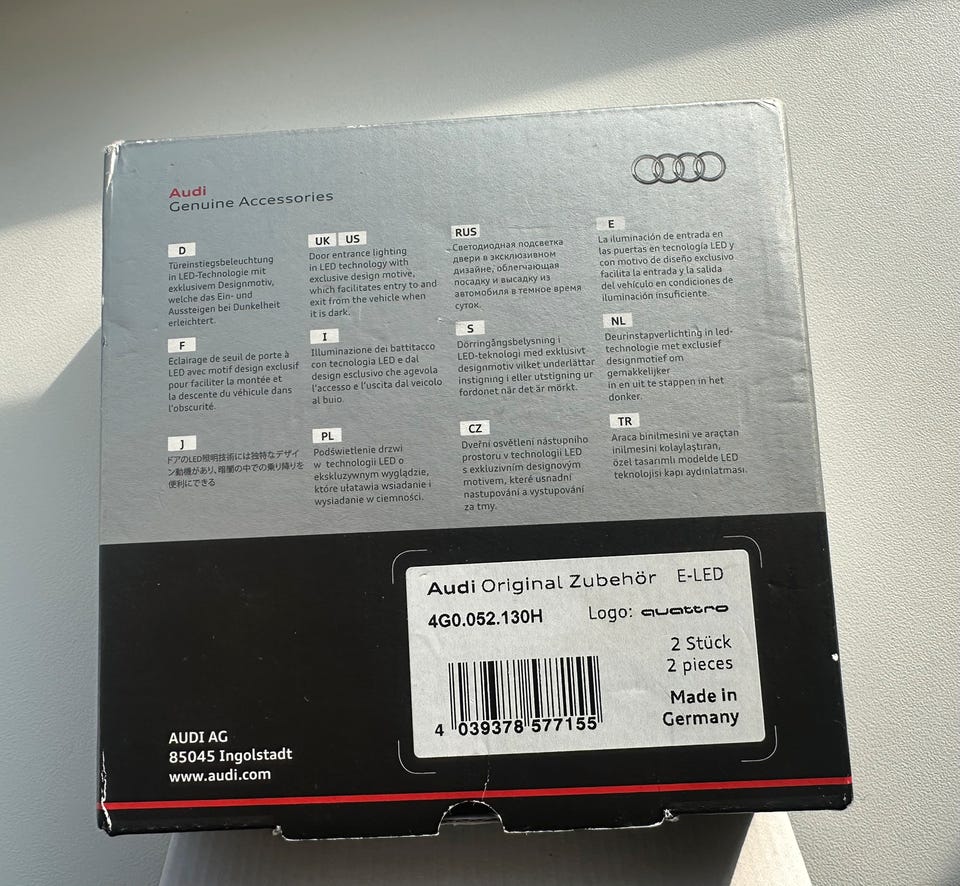 Audi
Genuine Accessories
D
Türeinstiegsbeleuchtung
in LED-Technologie mit
exklusivem Designmotiv,
welche das Ein- und
Aussteigen bei Dunkelheit
erleichtert.
UK US
Door entrance lighting
in LED technology with
exclusive design motive,
which facilitates entry to and
exit from the vehicle when
it is dark.
RUS
Светодиодная подсветка
двери в эксклюзивном
дизайне, облегчающая
посадку и высадку из
автомобиля в темное время
суток.
E
La iluminación de entrada en
las puertas en tecnología LED y
con motivo de diseño exclusivo
facilita la entrada y la salida
del vehículo en condiciones de
iluminación insuficiente.
F
Eclairage de seuil de porte à
LED avec motif design exclusif
pour faciliter la montée et
la descente du véhicule dans
l'obscurité.
I
Illuminazione dei battitacco
con tecnologia LED e dal
design esclusivo che agevola
l'accesso e l'uscita dal veicolo
al buio.
S
Dörringångsbelysning i
LED-teknologi med exklusivt
designmotiv vilket underlättar
instigning i eller utstigning ur
fordonet när det är mörkt.
NL
Deurinstapverlichting in led-
technologie met exclusief
designmotief om
gemakkelijker
in en uit te stappen in het
donker.
J
ドアのLED照明技術には独特なデザイ
ン動機があり、暗闇の中での乗り降りを
便利にできる
PL
Podświetlenie drzwi
w technologii LED o
ekskluzywnym wyglądzie,
które ułatawia wsiadanie i
wysiadanie w ciemności.
CZ
Dveřní osvětlení nástupního
prostoru v technologii LED
s exkluzivním designovým
motivem, které usnadní
nastupování a vystupování
za tmy.
TR
Araca binilmesini ve araçtan
inilmesini kolaylaştıran,
özel tasarımlı modelde LED
teknolojisi kapı aydınlatması.
Audi Original Zubehör E-LED
4G0.052.130H Logo: quattro
2 Stück
2 pieces
Made in
Germany
4 039378 577155
AUDI AG
85045 Ingolstadt
www.audi.com